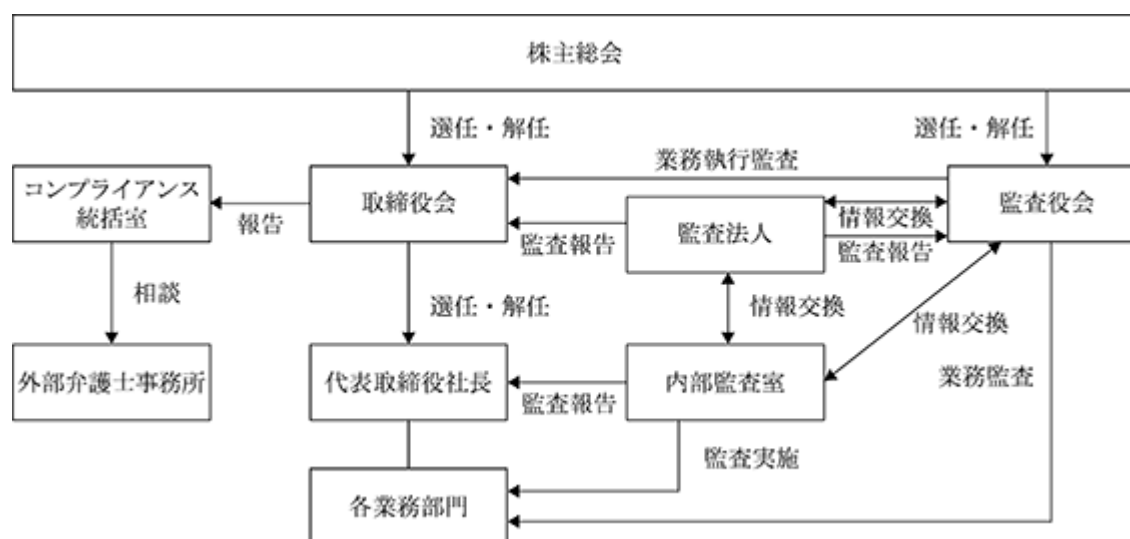 株主総会
選任・解任
選任・解任
業務執行監査
コンプライアンス
統括室
報告
取締役会
監査報告
監査法人
情報交換
監査報告
監査役会
相談
選任・解任
情報交換
情報交換
外部弁護士事務所
代表取締役社長
監査報告
内部監査室
業務監査
監査実施
各業務部門